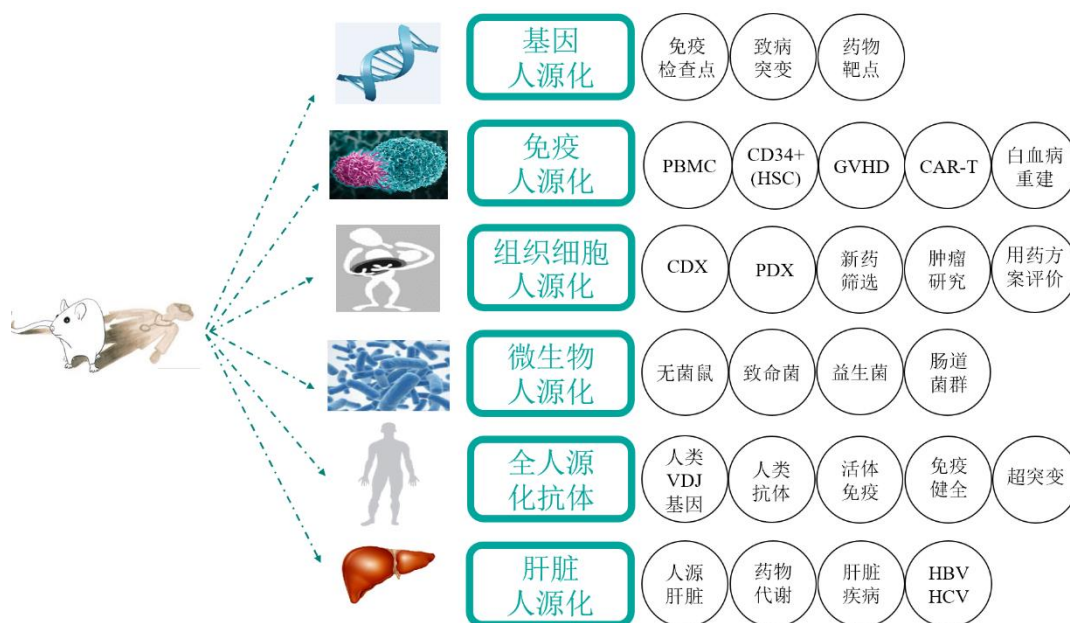 基因
人源化
免疫
检查点
致病
突变
药物
靶点
免疫
人源化
PBMC
CD34+
(HSC)
GVHD
CAR-T
白血病
重建
组织细胞
人源化
CDX
PDX
新药
筛选
肿瘤
研究
用药方
案评价
微生物
人源化
无菌鼠
致命菌
益生菌
肠道
菌群
全人源
化抗体
人类
VDJ
基因
人类
抗体
活体
免疫
免疫
健全
超突变
肝脏
人源化
人源
肝脏
药物
代谢
肝脏
疾病
HBV
HCV